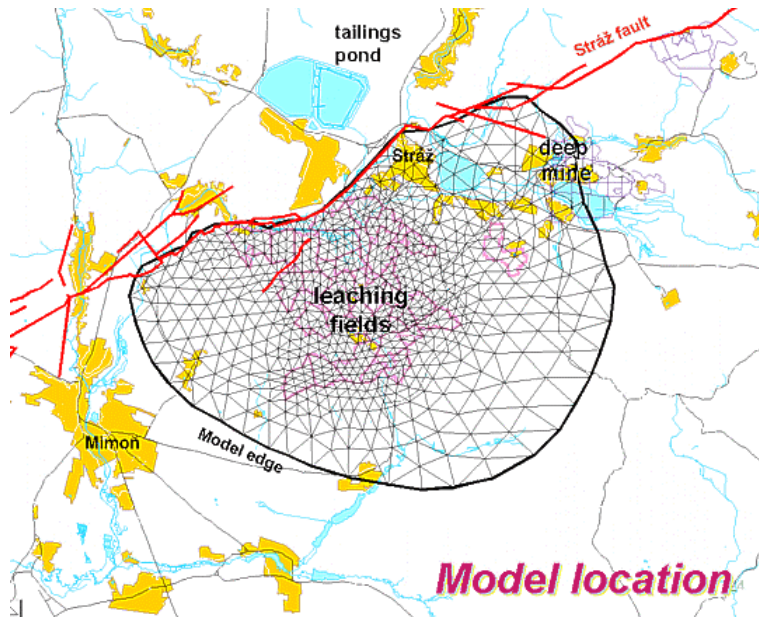 tailings
pond
Stráž fault
Stráž
deep
mine
leaching
fields
Mimoň
Model edge
Model location